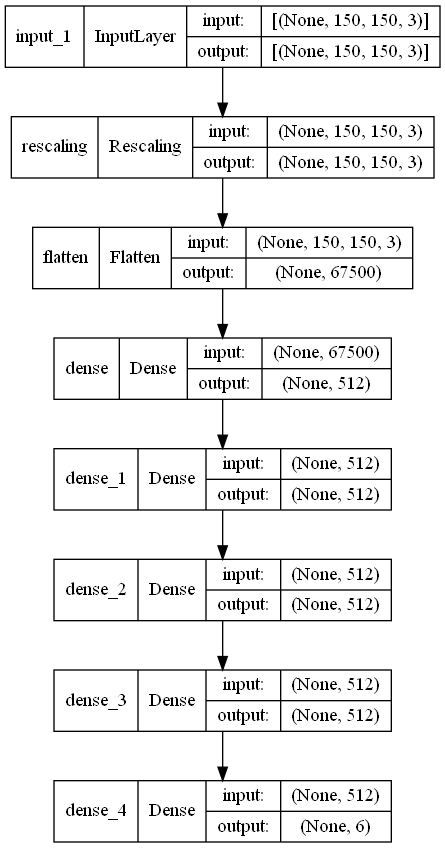 input_1 InputLayer input: [(None, 150, 150, 3)]
output: [(None, 150, 150, 3)]
rescaling Rescaling input: (None, 150, 150, 3)
output: (None, 150, 150, 3)
flatten Flatten input: (None, 150, 150, 3)
output: (None, 67500)
dense Dense input: (None, 67500)
output: (None, 512)
dense_1 Dense input: (None, 512)
output: (None, 512)
dense_2 Dense input: (None, 512)
output: (None, 512)
dense_3 Dense input: (None, 512)
output: (None, 512)
dense_4 Dense input: (None, 512)
output: (None, 6)